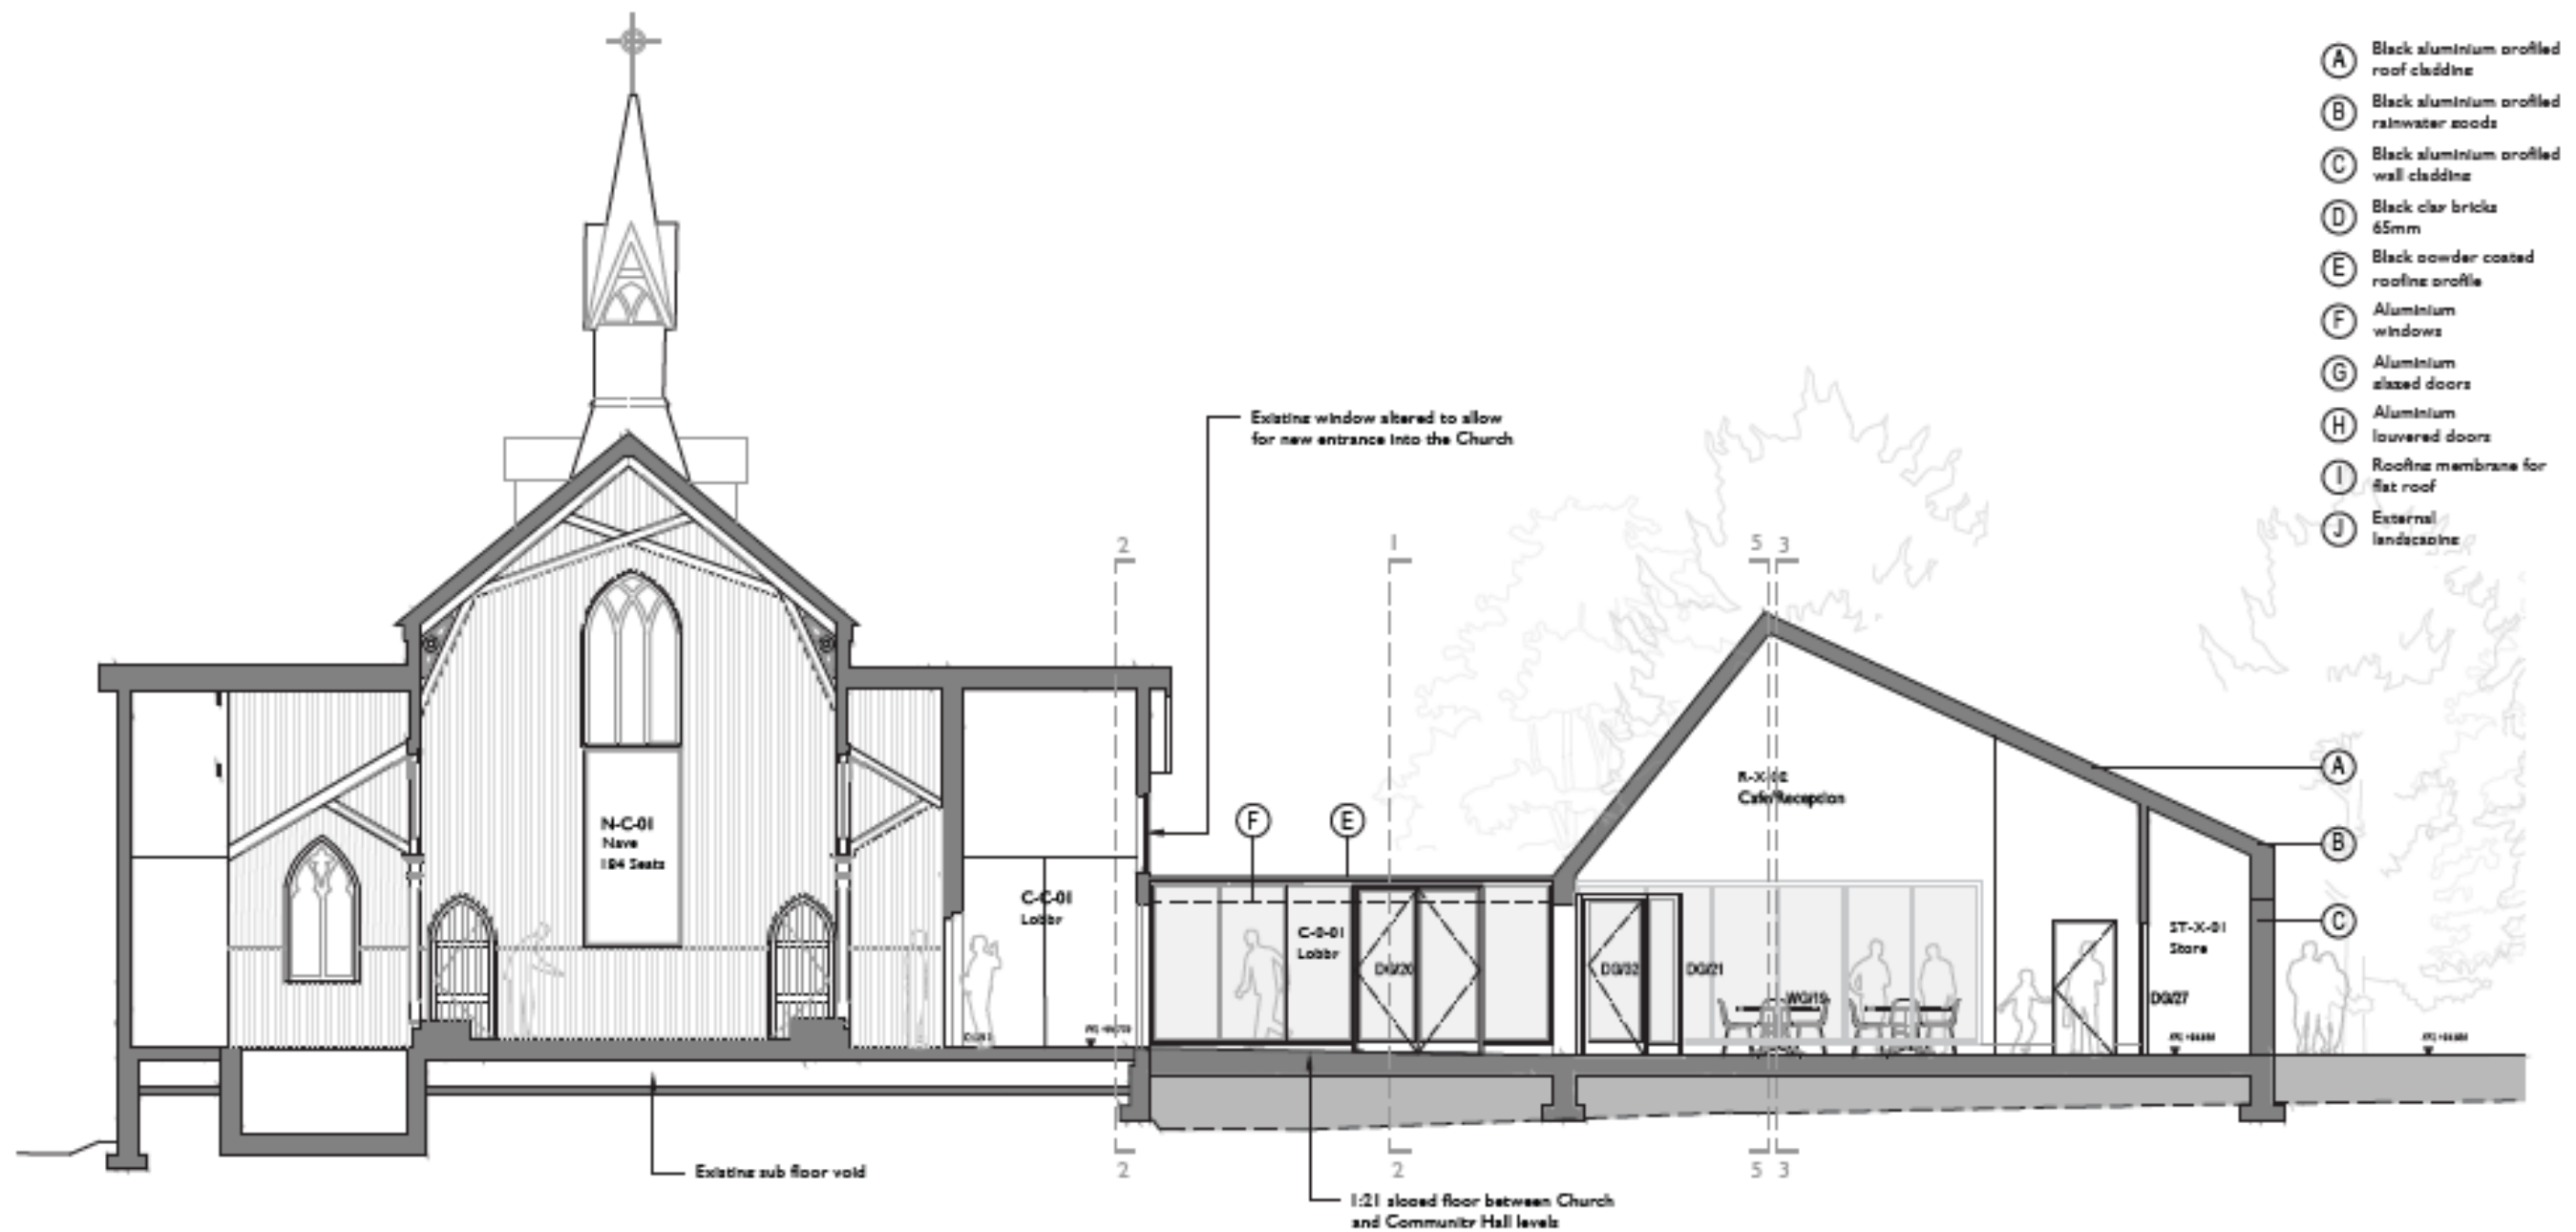 A Black aluminium profiled
roof cladding
B Black aluminium profiled
rainwater goods
C Black aluminium profiled
wall cladding
D Black clay bricks
65mm
E Black powder coated
roofing profile
F Aluminium
windows
G Aluminium
glazed doors
H Aluminium
louvered doors
I Roofing membrane for
flat roof
J External
landscaping
Existing window altered to allow
for new entrance into the Church
2
1
5 3
R-X-02
Cafe/Reception
A
N-C-01
Nave
184 Seats
F
E
B
C-C-01
Lobby
C-0-01
Lobby
C
ST-X-01
Store
DG/20
DG/32
DG/21
WG/19
DG/27
2
2
5 3
Existing sub floor void
1:21 sloped floor between Church
and Community Hall levels